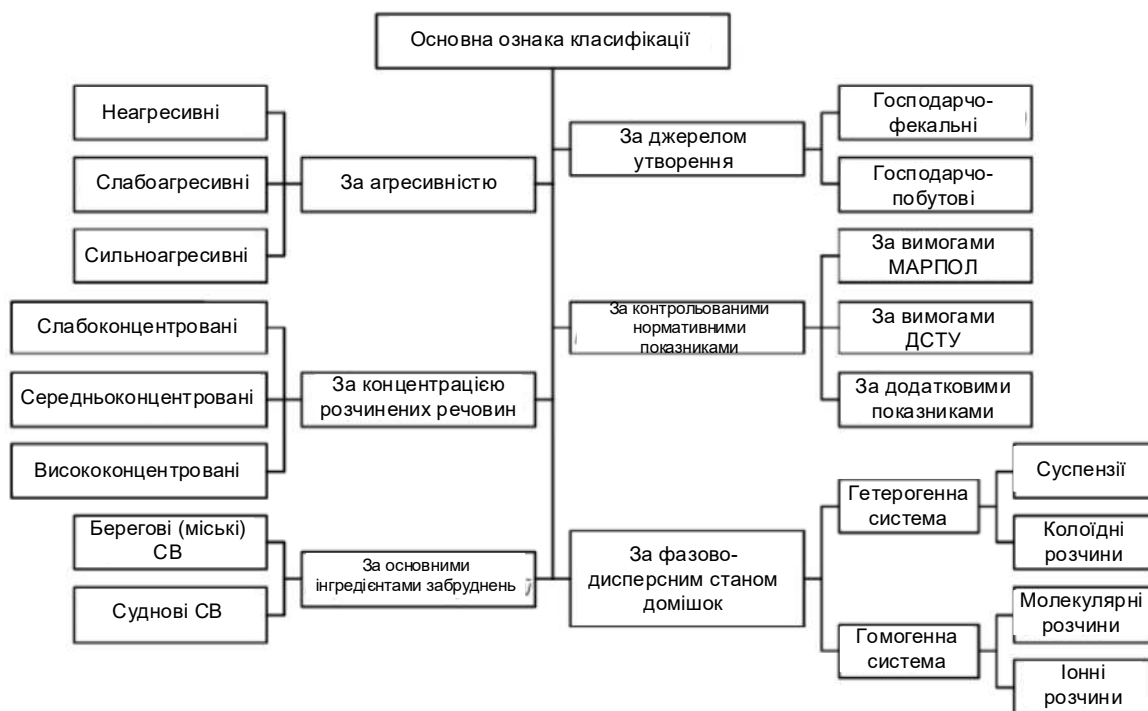 Основна ознака класифікації
Неагресивні
Слабоагресивні
Сильноагресивні
За агресивністю
Слабоконцентровані
Середньоконцентровані
Висококонцентровані
За концентрацією
розчинених речовин
Берегові (міські)
СВ
Суднові СВ
За основними
інгредієнтами забруднень
За джерелом
утворення
Господарчо-
фекальні
Господарчо-
побутові
За контрольованими
нормативними
показниками
За вимогами
МАРПОЛ
За вимогами
ДСТУ
За додатковими
показниками
За фазово-
дисперсним станом
домішок
Гетерогенна
система
Суспензії
Колоїдні
розчини
Гомогенна
система
Молекулярні
розчини
Іонні
розчини